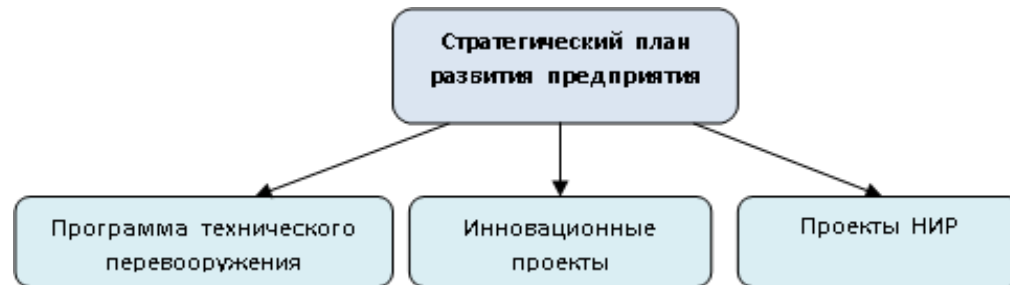 Стратегический план
развития предприятия
Программа технического
перевооружения
Инновационные
проекты
Проекты НИР